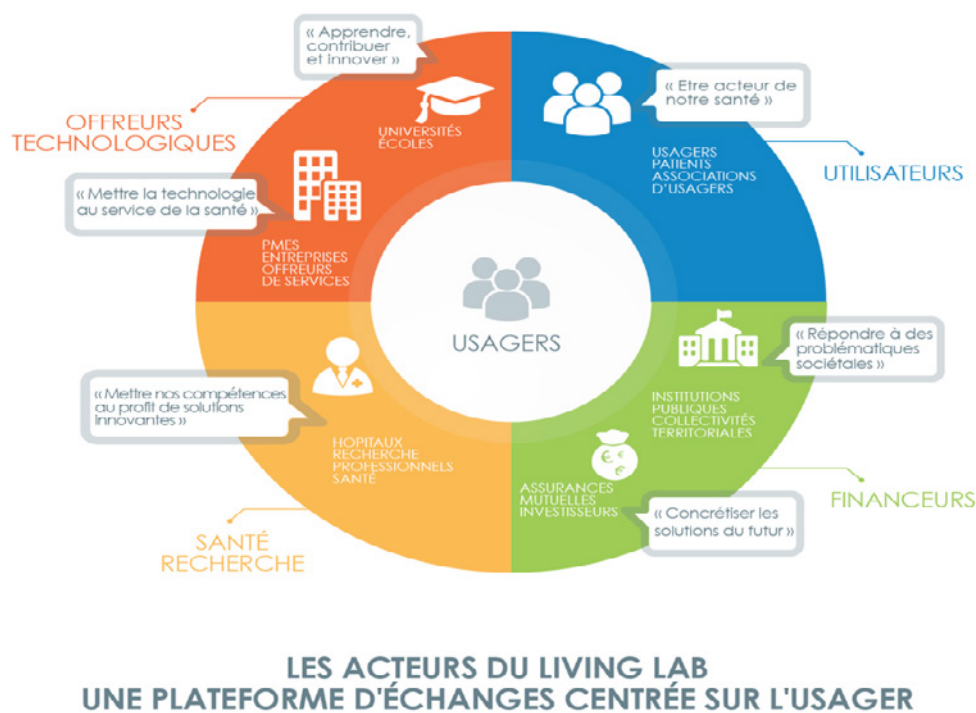 « Apprendre,
contribuer
et innover »
UNIVERSITÉS
ÉCOLES
OFFREURS
TECHNOLOGIQUES
« Mettre la technologie
au service de la santé »
PMES
ENTREPRISES
OFFREURS
DE SERVICES
« Etre acteur de
notre santé »
USAGERS
PATIENTS
ASSOCIATIONS
D'USAGERS
UTILISATEURS
USAGERS
« Répondre à des
problématiques
sociétales »
INSTITUTIONS
PUBLIQUES
COLLECTIVITÉS
TERRITORIALES
ASSURANCES
MUTUELLES
INVESTISSEURS
« Concrétiser les
solutions du futur »
FINANCEURS
« Mettre nos compétences
au profit de solutions
innovantes »
HOPITAUX
RECHERCHE
PROFESSIONNELS
SANTÉ
SANTÉ
RECHERCHE
LES ACTEURS DU LIVING LAB
UNE PLATEFORME D'ÉCHANGES CENTRÉE SUR L'USAGER